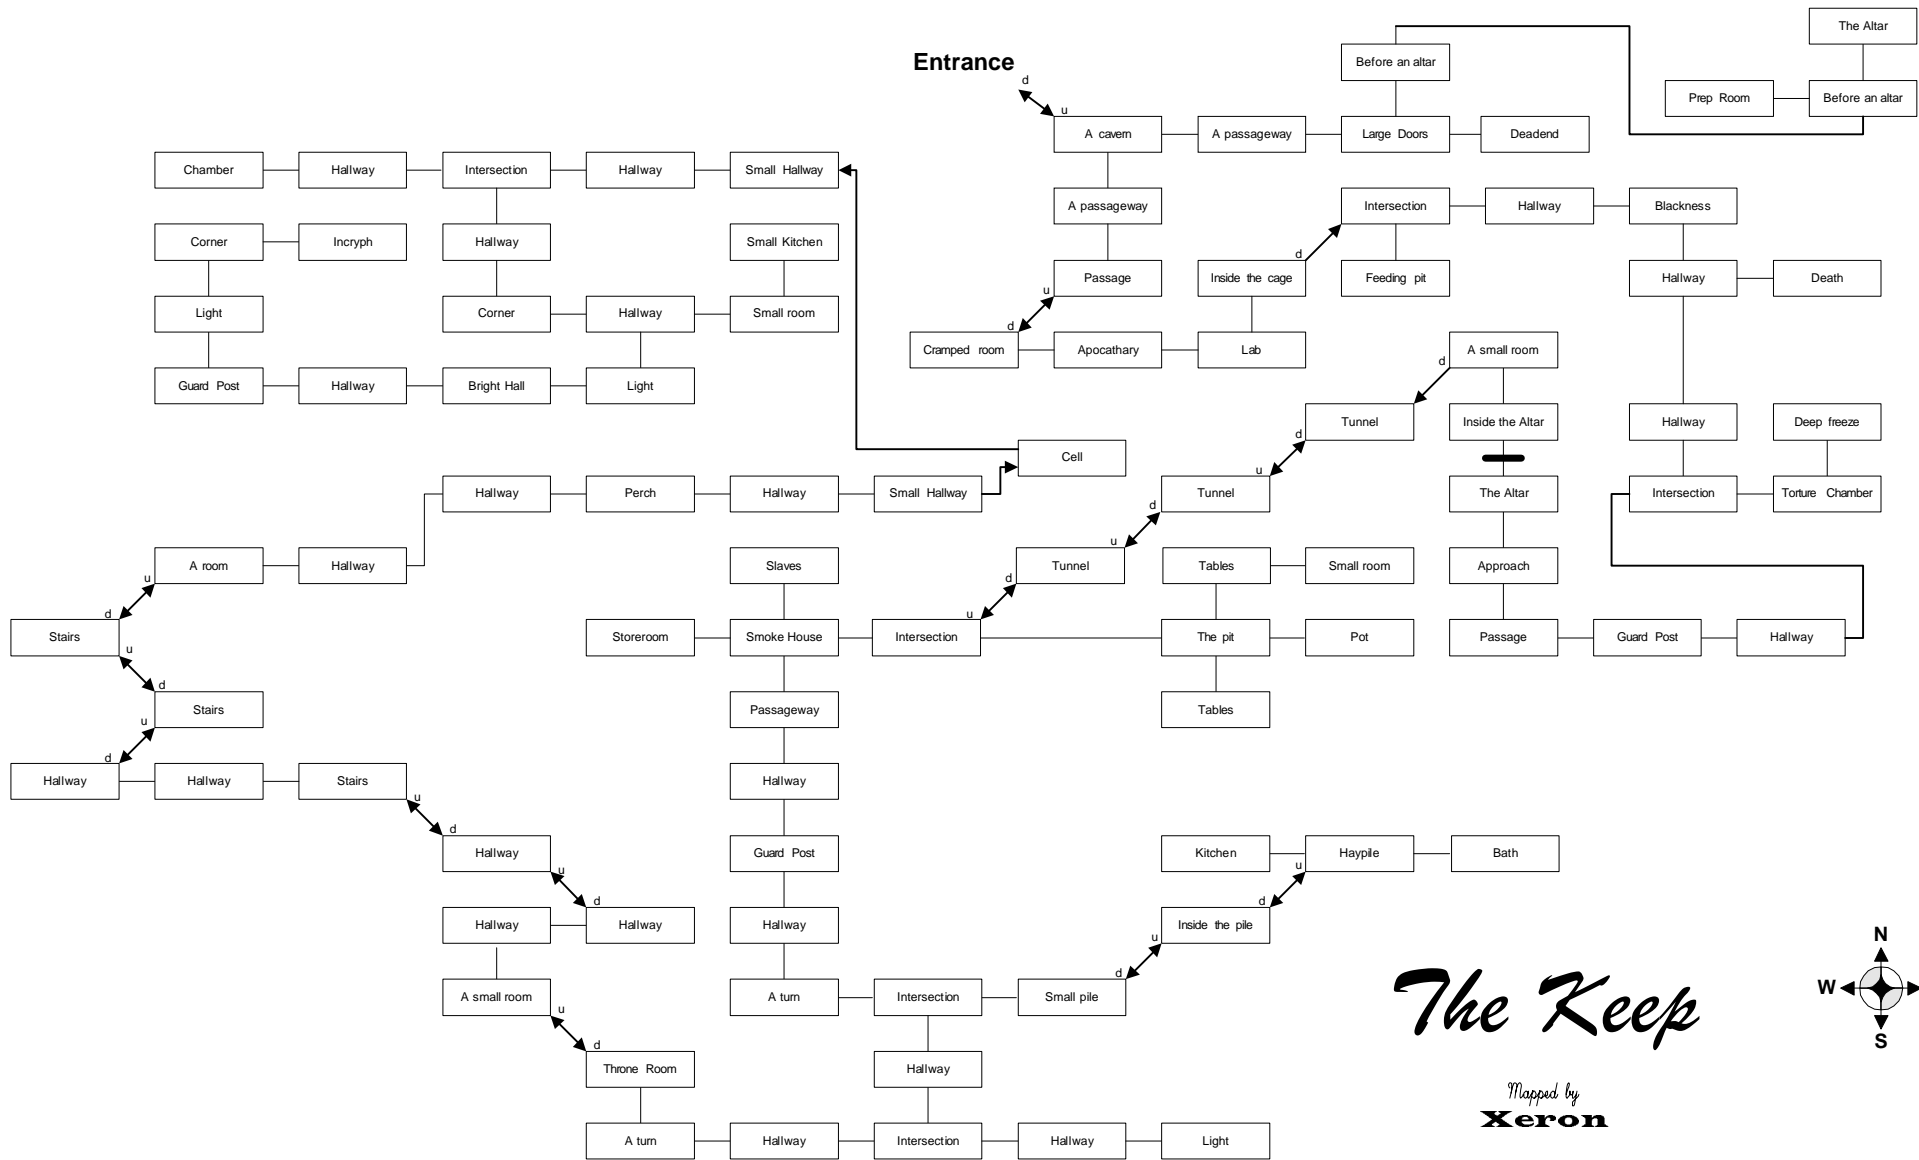 The Altar
Entrance
Before an altar
d
Prep Room
Before an altar
u
A cavern
A passageway
Large Doors
Deadend
Chamber
Hallway
Intersection
Hallway
Small Hallway
A passageway
Intersection
Hallway
Blackness
Corner
Incryph
Hallway
Small Kitchen
d
Passage
Inside the cage
Feeding pit
Hallway
Death
u
Light
Corner
Hallway
Small room
d
Cramped room
Apocathary
Lab
A small room
d
Guard Post
Hallway
Bright Hall
Light
Tunnel
Inside the Altar
Hallway
Deep freeze
d
Cell
u
Hallway
Perch
Hallway
Small Hallway
Tunnel
The Altar
Intersection
Torture Chamber
d
u
A room
Hallway
Slaves
Tunnel
Tables
Small room
Approach
u
d
d
u
Stairs
Storeroom
Smoke House
Intersection
The pit
Pot
Passage
Guard Post
Hallway
u
d
Stairs
Passageway
Tables
u
d
Hallway
Hallway
Stairs
Hallway
u
d
Hallway
Guard Post
Kitchen
Haypile
Bath
u
u
d
d
Hallway
Hallway
Hallway
Inside the pile
u
N
d
A small room
A turn
Intersection
Small pile
The Keep
W
u
d
S
Throne Room
Hallway
Mapped by
Xeron
A turn
Hallway
Intersection
Hallway
Light